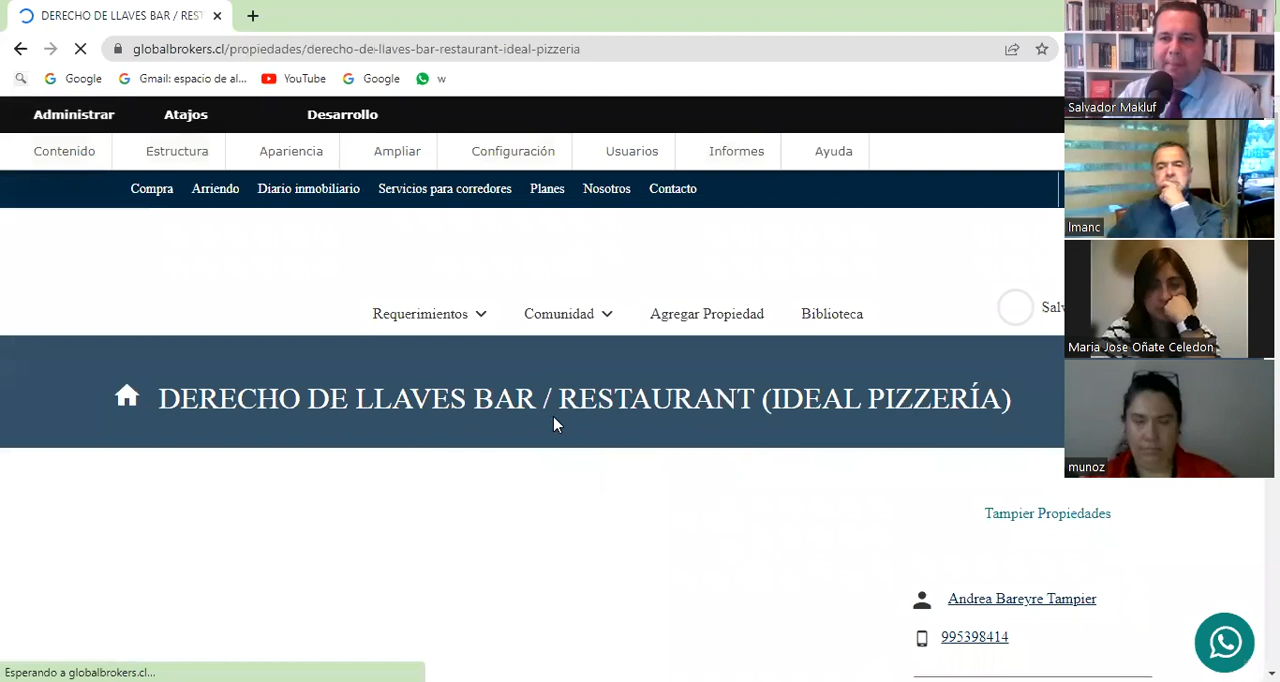 DERECHO DE LLAVES BAR / REST
globalbrokers.cl/propiedades/derecho-de-llaves-bar-restaurant-ideal-pizzeria
Google Gmail: espacio de al... YouTube Google w
Administrar Atajos Desarrollo
Contenido Estructura Apariencia Ampliar Configuración Usuarios Informes Ayuda
Compra Arriendo Diario inmobiliario Servicios para corredores Planes Nosotros Contacto
Requerimientos Comunidad Agregar Propiedad Biblioteca Salv
DERECHO DE LLAVES BAR / RESTAURANT (IDEAL PIZZERÍA)
Tampier Propiedades
Andrea Bareyre Tampier
995398414
Esperando a globalbrokers.cl...
Salvador Makluf
lmanc
Maria Jose Oñate Celedon
munoz